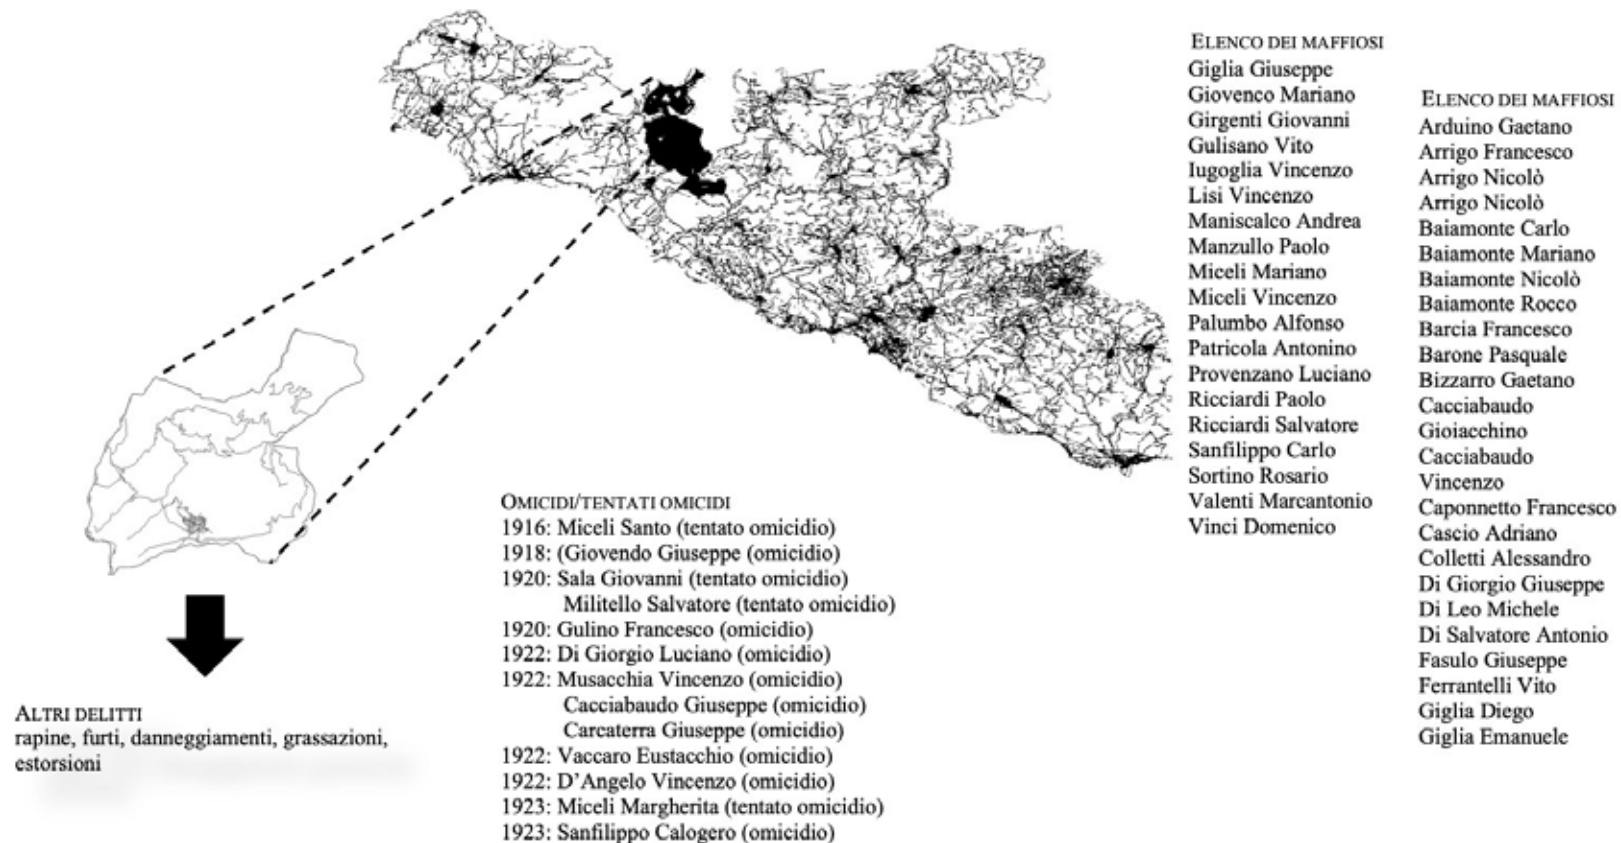 ELENCO DEI MAFFIOSI
Giglia Giuseppe
Giovenco Mariano
Girgenti Giovanni
Gulisano Vito
Iugoglia Vincenzo
Lisi Vincenzo
Maniscalco Andrea
Manzullo Paolo
Miceli Mariano
Miceli Vincenzo
Palumbo Alfonso
Patricola Antonino
Provenzano Luciano
Ricciardi Paolo
Ricciardi Salvatore
Sanfilippo Carlo
Sortino Rosario
Valenti Marcantonio
Vinci Domenico
ELENCO DEI MAFFIOSI
Arduino Gaetano
Arrigo Francesco
Arrigo Nicolò
Arrigo Nicolò
Baiamonte Carlo
Baiamonte Mariano
Baiamonte Nicolò
Baiamonte Rocco
Barcia Francesco
Barone Pasquale
Bizzarro Gaetano
Cacciabaudo
Gioiacchino
Cacciabaudo
Vincenzo
Caponnetto Francesco
Cascio Adriano
Colletti Alessandro
Di Giorgio Giuseppe
Di Leo Michele
Di Salvatore Antonio
Fasulo Giuseppe
Ferrantelli Vito
Giglia Diego
Giglia Emanuele
OMICIDI/TENTATI OMICIDI
1916: Miceli Santo (tentato omicidio)
1918: (Giovendo Giuseppe (omicidio)
1920: Sala Giovanni (tentato omicidio)
Militello Salvatore (tentato omicidio)
1920: Gulino Francesco (omicidio)
1922: Di Giorgio Luciano (omicidio)
1922: Musacchia Vincenzo (omicidio)
Cacciabaudo Giuseppe (omicidio)
Carcaterra Giuseppe (omicidio)
1922: Vaccaro Eustacchio (omicidio)
1922: D'Angelo Vincenzo (omicidio)
1923: Miceli Margherita (tentato omicidio)
1923: Sanfilippo Calogero (omicidio)
ALTRI DELITTI
rapine, furti, danneggiamenti, grassazioni,
estorsioni